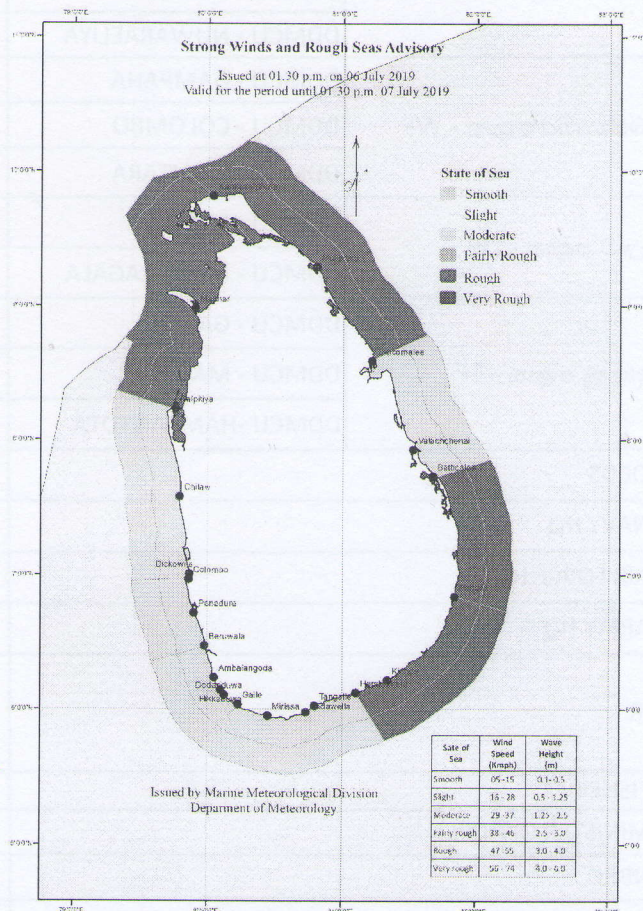 Strong Winds and Rough Seas Advisory
Issued at 01.30 p.m. on 06 July 2019
Valid for the period until 01 30 p.m. 07 July 2019
State of Sea
Smooth
Slight
Moderate
Fairly Rough
Rough
Very Rough
Mannar
Kalpitiya
Chilaw
Colombo
Panadura
Beruwala
Ambalangoda
Dodanduwa
Hikkaduwa
Galle
Mirissa
Tangalle
Valaichchenai
Batticaloa
Sate of Sea Wind Speed (Kmph) Wave Height (m)
Smooth 05 -15 0.1- 0.5
Slight 16 - 28 0.5 - 1.25
Moderate 29 -37 1.25 - 2.5
Fairly rough 38 - 46 2.5 - 3.0
Rough 47 -55 3.0 - 4.0
Very rough 56 - 74 4.0 - 6.0
Issued by Marine Meteorological Division
Deparment of Meteorology